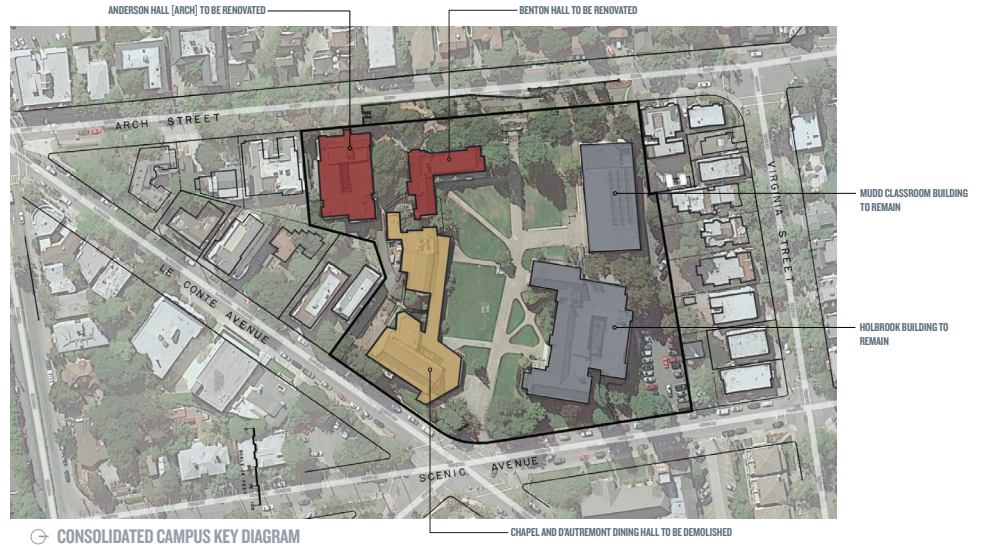 ANDERSON HALL [ARCH] TO BE RENOVATED
BENTON HALL TO BE RENOVATED
ARCH STREET
VIRGINIA STREET
MUDD CLASSROOM BUILDING
TO REMAIN
LE CONTE AVENUE
HOLBROOK BUILDING TO
REMAIN
SCENIC AVENUE
CHAPEL AND D'AUTREMONT DINING HALL TO BE DEMOLISHED
CONSOLIDATED CAMPUS KEY DIAGRAM